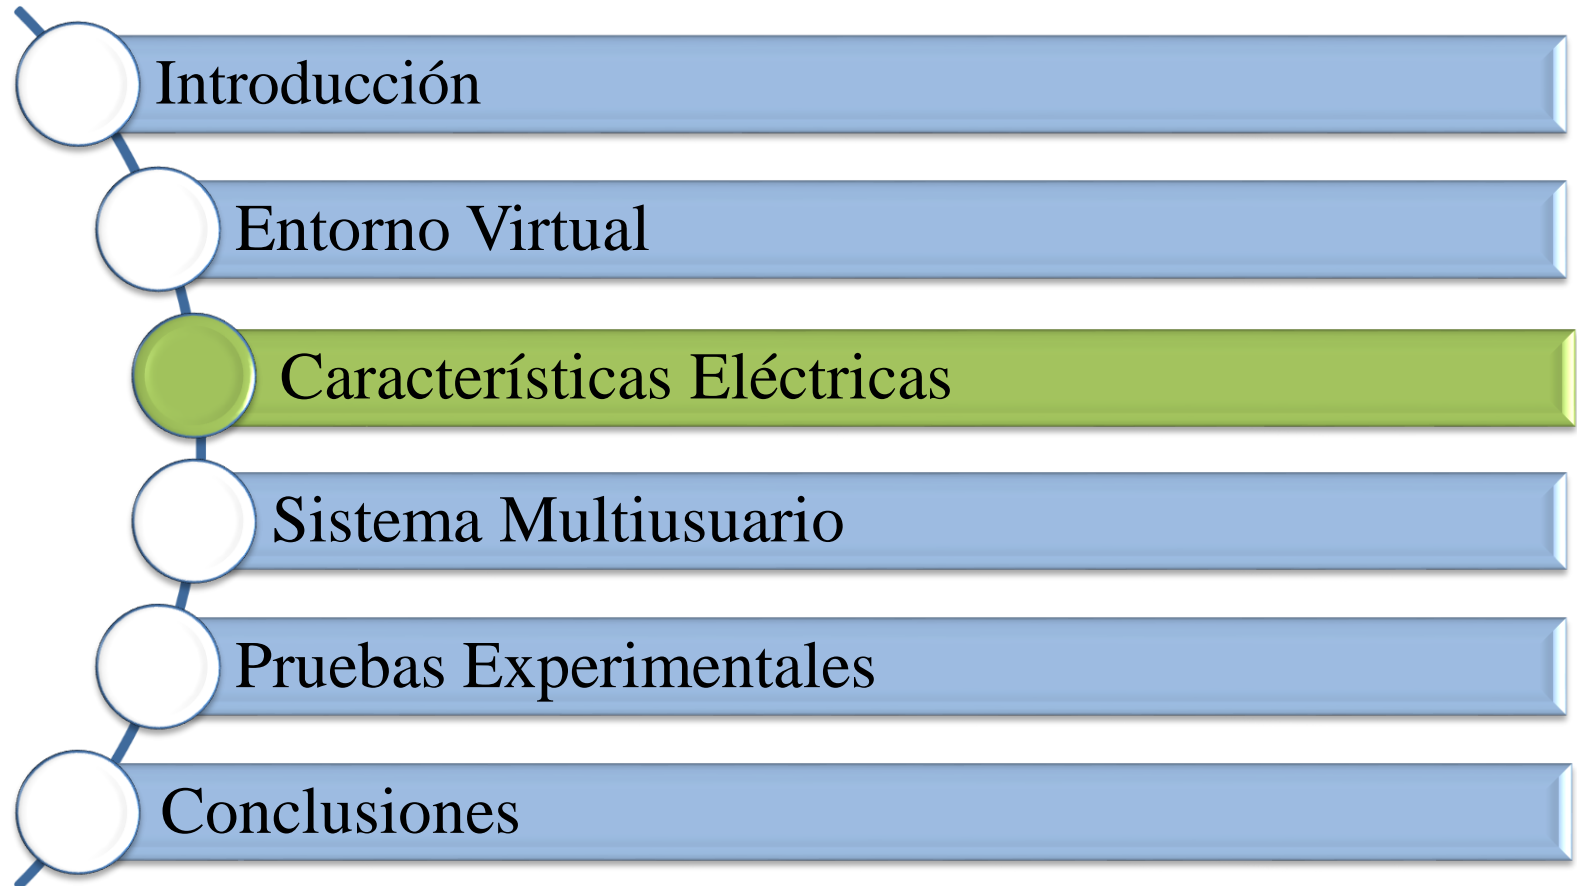 Introducción
Entorno Virtual
Características Eléctricas
Sistema Multiusuario
Pruebas Experimentales
Conclusiones